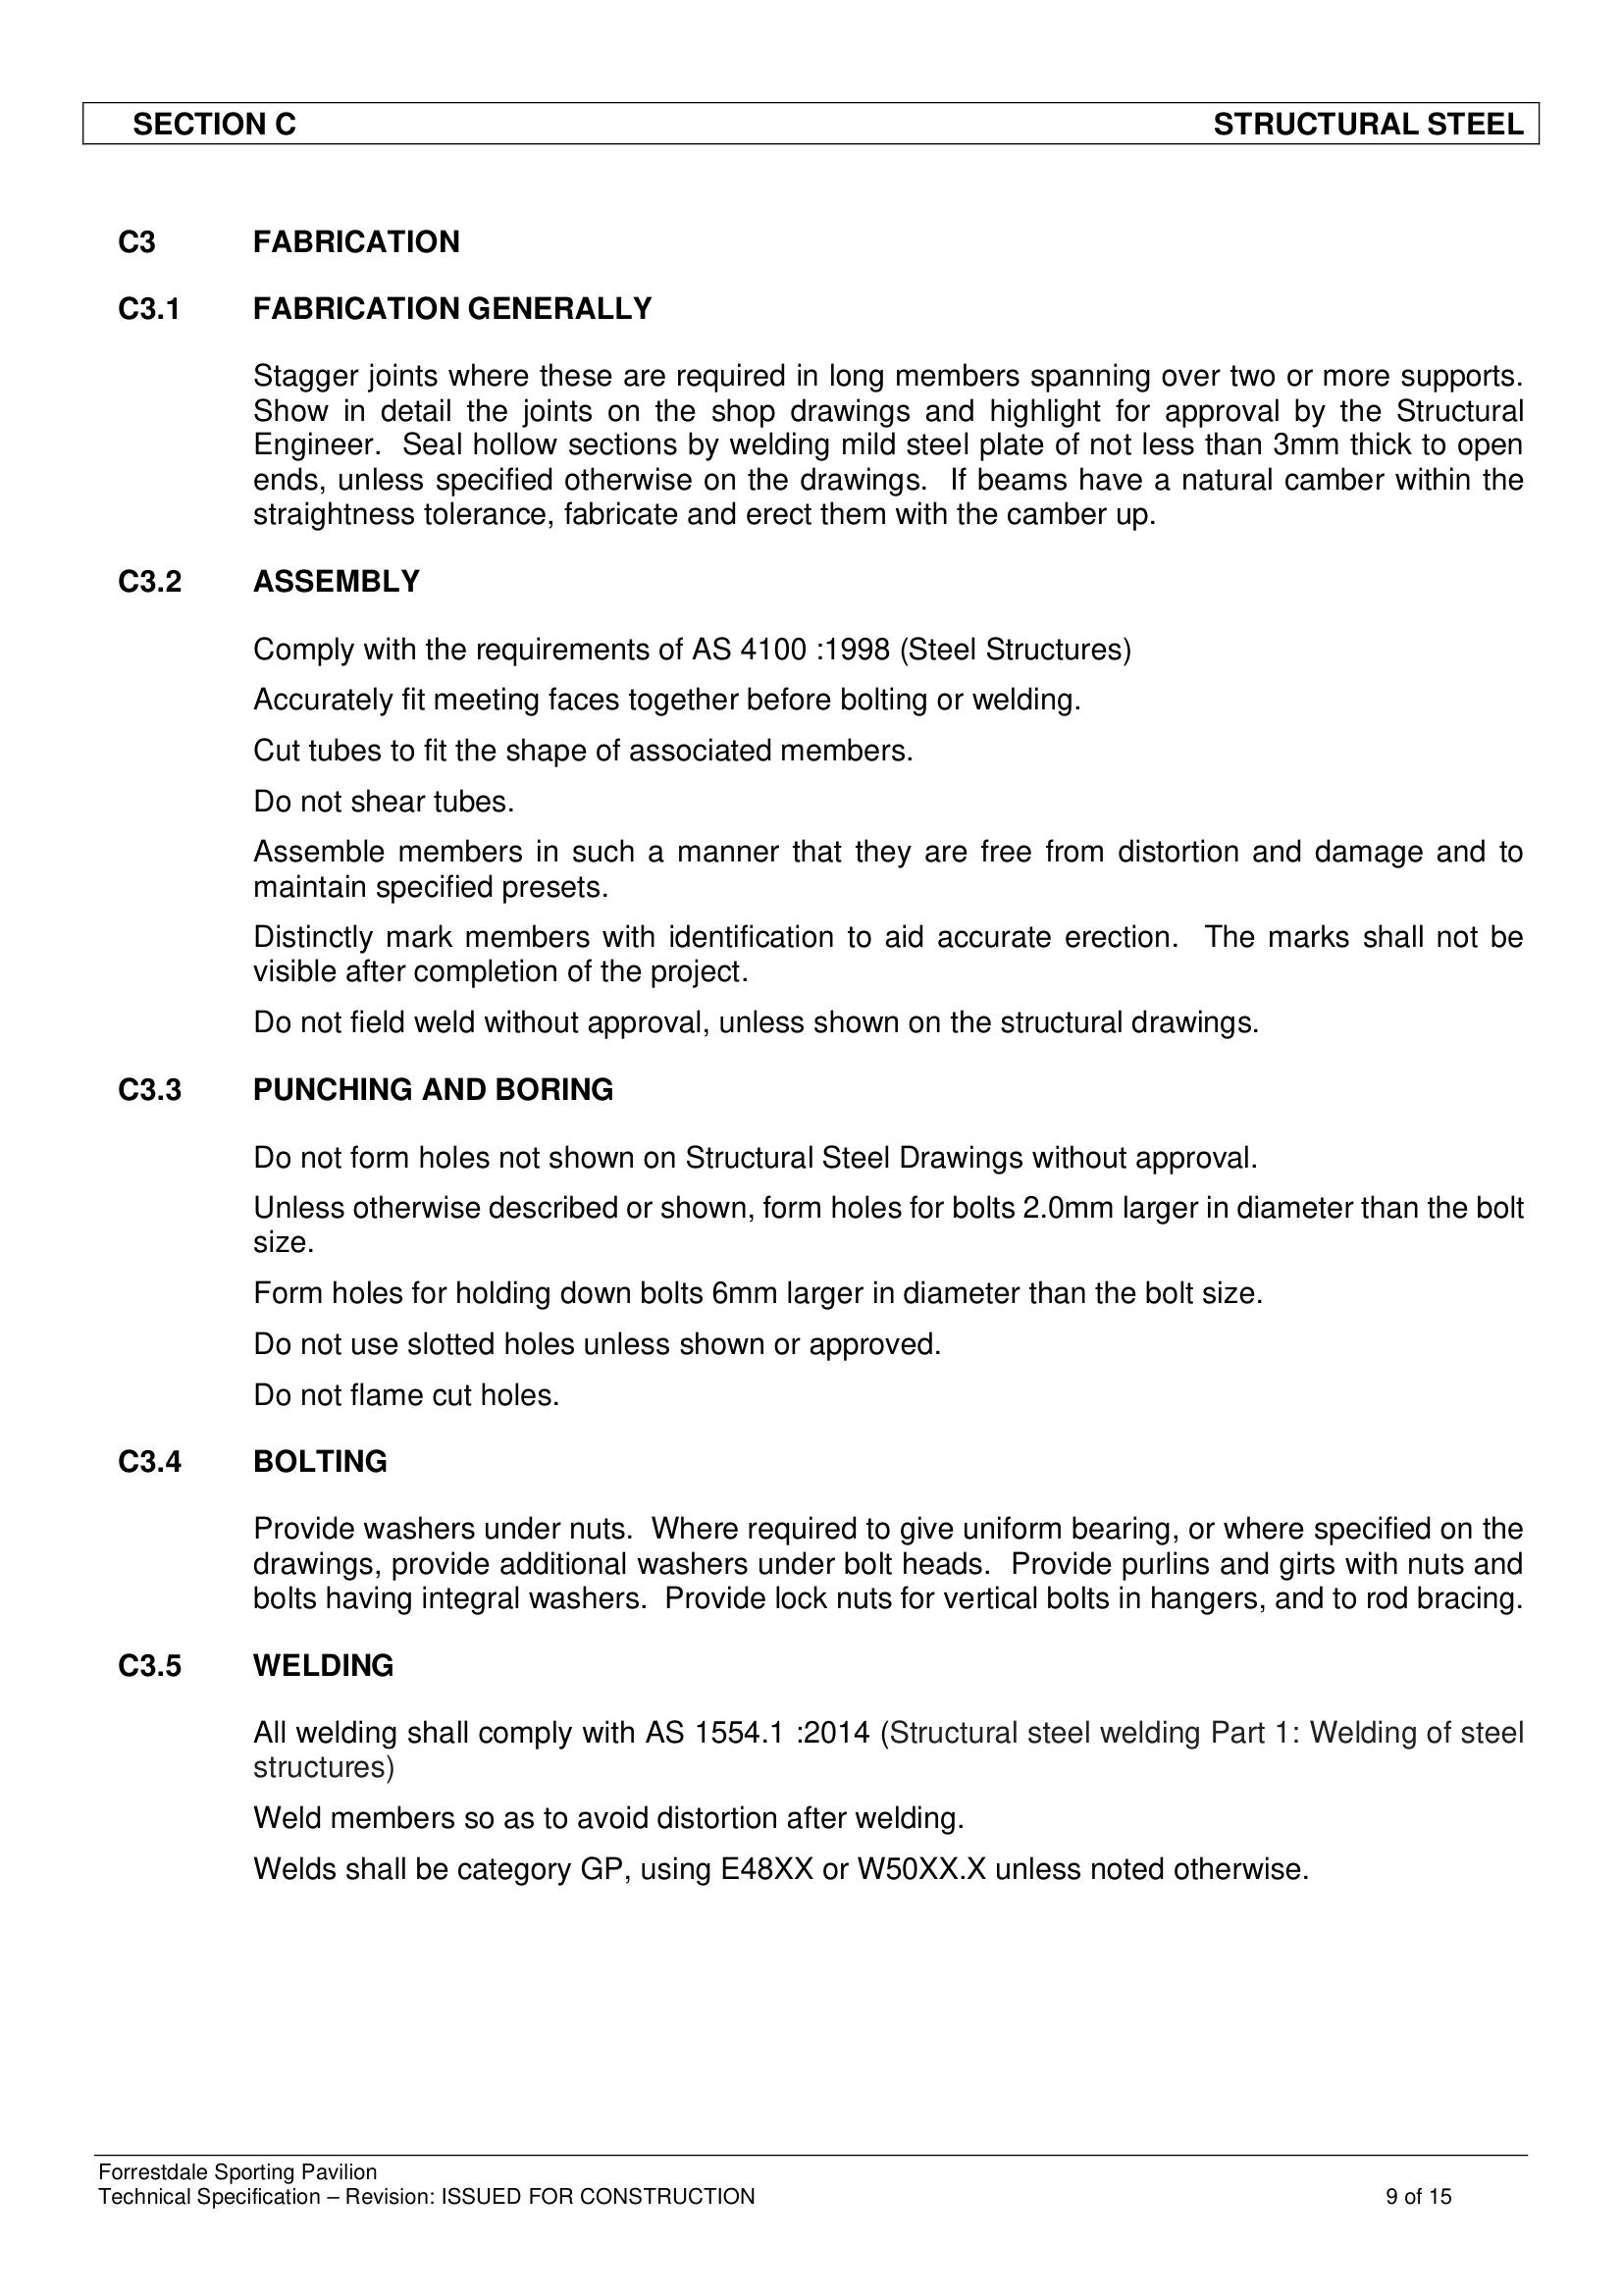 SECTION C STRUCTURAL STEEL
C3 FABRICATION
C3.1 FABRICATION GENERALLY
Stagger joints where these are required in long members spanning over two or more supports.
Show in detail the joints on the shop drawings and highlight for approval by the Structural
Engineer. Seal hollow sections by welding mild steel plate of not less than 3mm thick to open
ends, unless specified otherwise on the drawings. If beams have a natural camber within the
straightness tolerance, fabricate and erect them with the camber up.
C3.2 ASSEMBLY
Comply with the requirements of AS 4100 :1998 (Steel Structures)
Accurately fit meeting faces together before bolting or welding.
Cut tubes to fit the shape of associated members.
Do not shear tubes.
Assemble members in such a manner that they are free from distortion and damage and to
maintain specified presets.
Distinctly mark members with identification to aid accurate erection. The marks shall not be
visible after completion of the project.
Do not field weld without approval, unless shown on the structural drawings.
C3.3 PUNCHING AND BORING
Do not form holes not shown on Structural Steel Drawings without approval.
Unless otherwise described or shown, form holes for bolts 2.0mm larger in diameter than the bolt
size.
Form holes for holding down bolts 6mm larger in diameter than the bolt size.
Do not use slotted holes unless shown or approved.
Do not flame cut holes.
C3.4 BOLTING
Provide washers under nuts. Where required to give uniform bearing, or where specified on the
drawings, provide additional washers under bolt heads. Provide purlins and girts with nuts and
bolts having integral washers. Provide lock nuts for vertical bolts in hangers, and to rod bracing.
C3.5 WELDING
All welding shall comply with AS 1554.1 :2014 (Structural steel welding Part 1: Welding of steel
structures)
Weld members so as to avoid distortion after welding.
Welds shall be category GP, using E48XX or W50XX.X unless noted otherwise.
Forrestdale Sporting Pavilion
Technical Specification – Revision: ISSUED FOR CONSTRUCTION 9 of 15